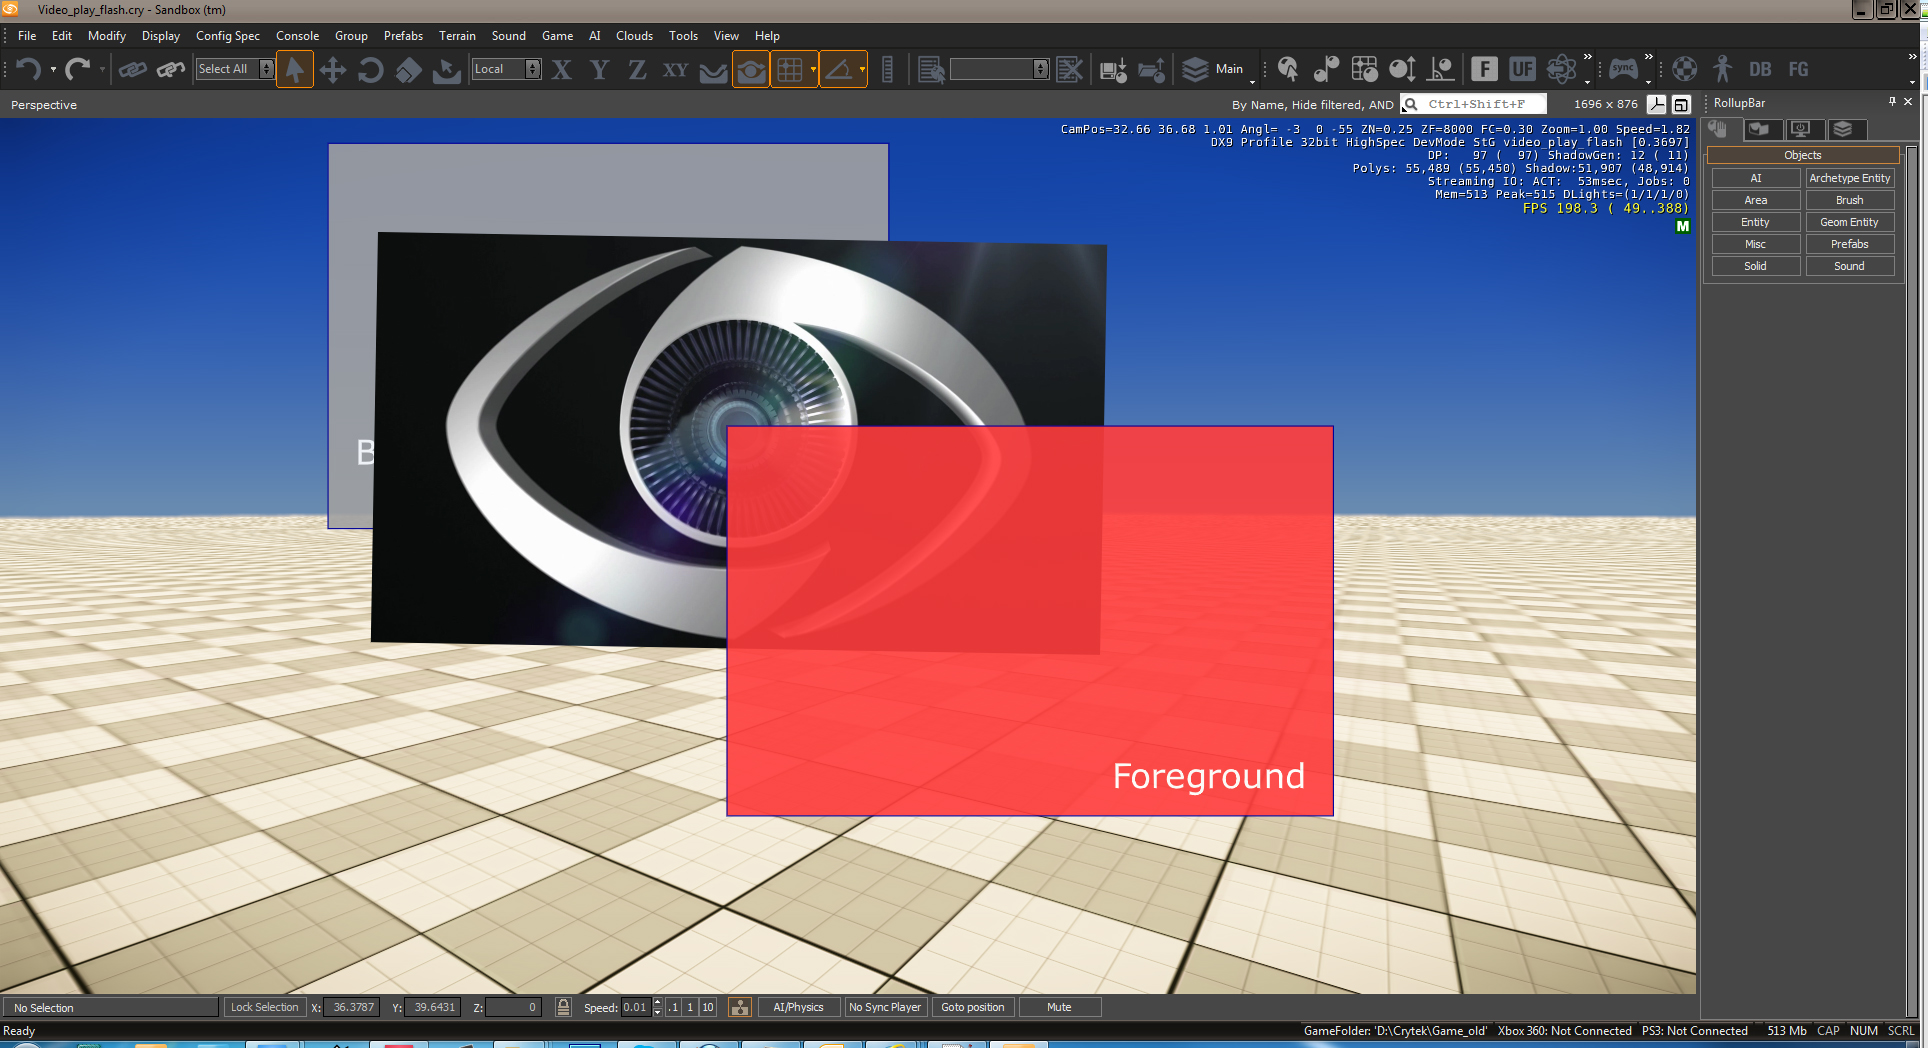 Video_play_flash.cry - Sandbox (tm)
File Edit Modify Display Config Spec Console Group Prefabs Terrain Sound Game AI Clouds Tools View Help
Select All Local X Y Z XY Main F UF sync DB FG
Perspective By Name, Hide filtered, AND Ctrl+Shift+F 1696 x 876 RollupBar
CamPos=32.66 36.68 1.01 Angl= -3 0 -55 ZN=0.25 ZF=8000 FC=0.30 Zoom=1.00 Speed=1.82
DX9 Profile 32bit HighSpec DevMode StG video_play_flash [0.3697]
DP: 97 ( 97) ShadowGen: 12 ( 11)
Polys: 55,489 (55,450) Shadow:51,907 (48,914)
Streaming IO: ACT: 53msec, Jobs: 0
Mem=513 Peak=515 DLights=(1/1/1/0)
FPS 198.3 ( 49..388)
M
Objects
AI Archetype Entity
Area Brush
Entity Geom Entity
Misc Prefabs
Solid Sound
B
Foreground
No Selection Lock Selection X: 36.3787 Y: 39.6431 Z: 0 Speed: 0.01 .1 1 10 AI/Physics No Sync Player Goto position Mute
Ready GameFolder: 'D:\Crytek\Game_old' Xbox 360: Not Connected PS3: Not Connected 513 Mb CAP NUM SCRL